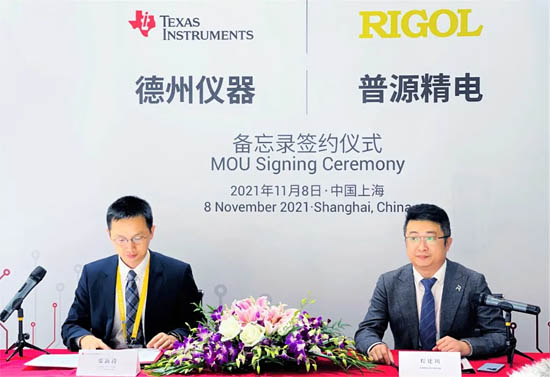 TEXAS INSTRUMENTS
RIGOL
德州仪器
普源精电
备忘录签约仪式
MOU Signing Ceremony
2021年11月8日·中国上海
8 November 2021·Shanghai, China